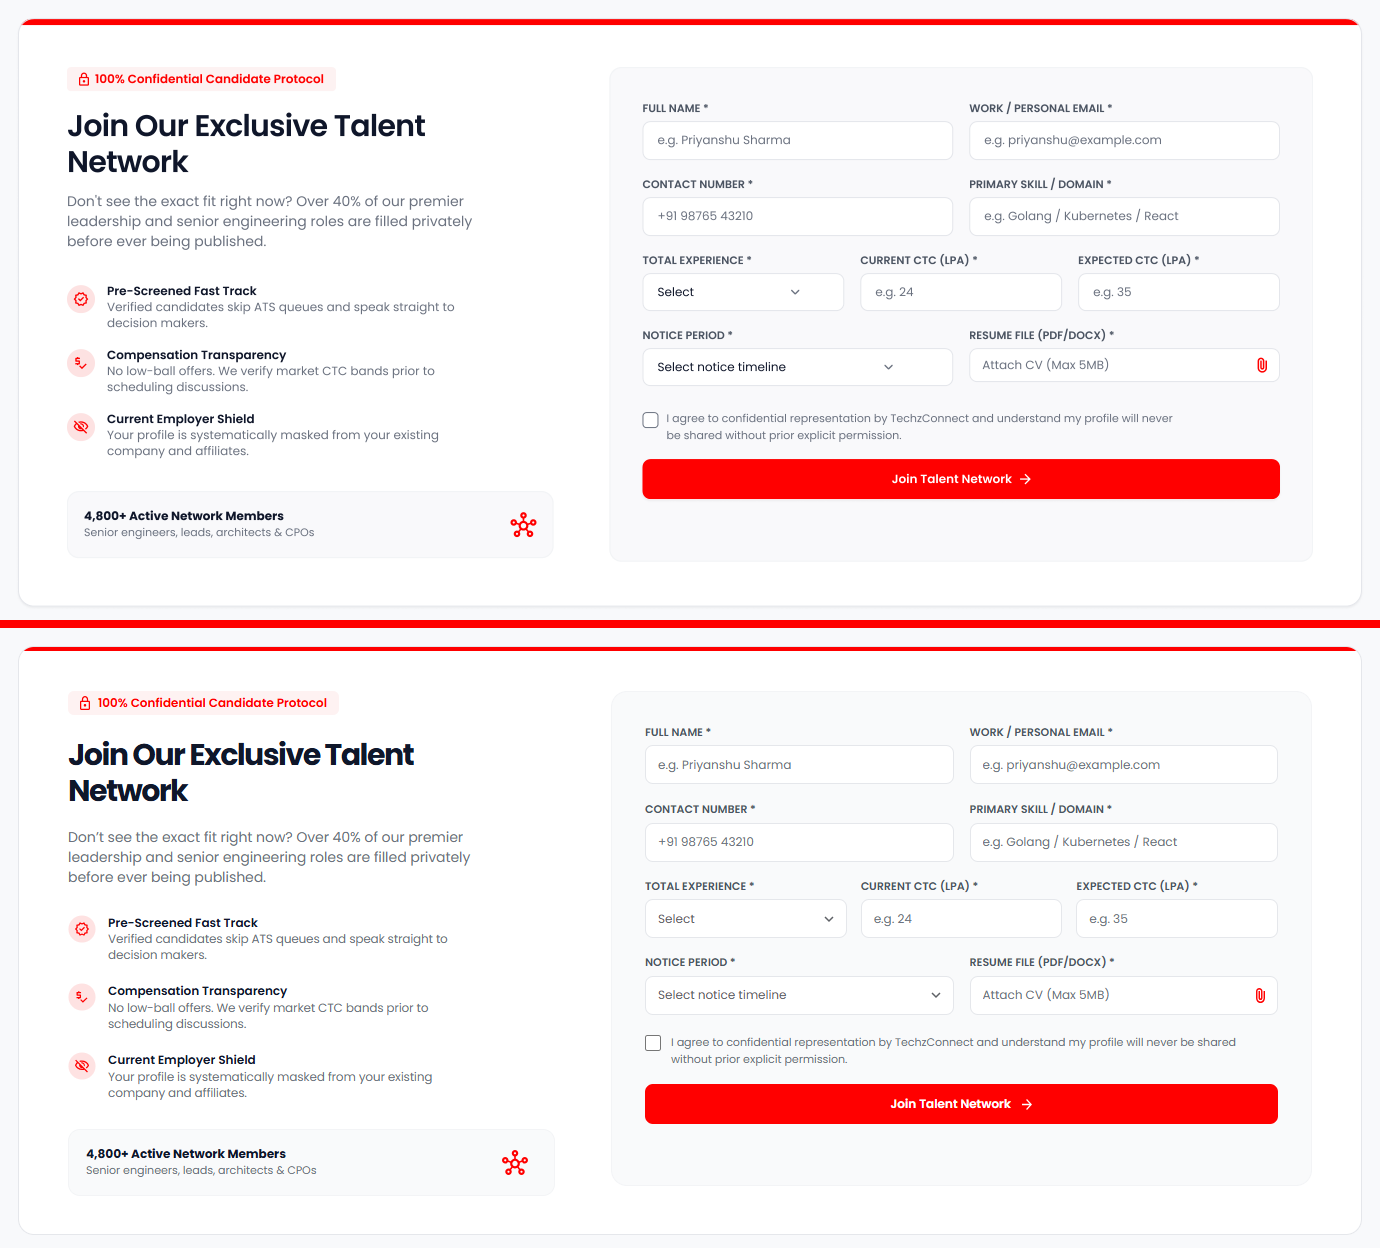 100% Confidential Candidate Protocol
Join Our Exclusive Talent
Network
Don't see the exact fit right now? Over 40% of our premier
leadership and senior engineering roles are filled privately
before ever being published.
Pre-Screened Fast Track
Verified candidates skip ATS queues and speak straight to
decision makers.
Compensation Transparency
No low-ball offers. We verify market CTC bands prior to
scheduling discussions.
Current Employer Shield
Your profile is systematically masked from your existing
company and affiliates.
4,800+ Active Network Members
Senior engineers, leads, architects & CPOs
FULL NAME *
WORK / PERSONAL EMAIL *
e.g. Priyanshu Sharma
e.g. priyanshu@example.com
CONTACT NUMBER *
PRIMARY SKILL / DOMAIN *
+91 98765 43210
e.g. Golang / Kubernetes / React
TOTAL EXPERIENCE *
CURRENT CTC (LPA) *
EXPECTED CTC (LPA) *
Select
e.g. 24
e.g. 35
NOTICE PERIOD *
RESUME FILE (PDF/DOCX) *
Select notice timeline
Attach CV (Max 5MB)
I agree to confidential representation by TechzConnect and understand my profile will never
be shared without prior explicit permission.
Join Talent Network →
100% Confidential Candidate Protocol
Join Our Exclusive Talent
Network
Don’t see the exact fit right now? Over 40% of our premier
leadership and senior engineering roles are filled privately
before ever being published.
Pre-Screened Fast Track
Verified candidates skip ATS queues and speak straight to
decision makers.
Compensation Transparency
No low-ball offers. We verify market CTC bands prior to
scheduling discussions.
Current Employer Shield
Your profile is systematically masked from your existing
company and affiliates.
4,800+ Active Network Members
Senior engineers, leads, architects & CPOs
FULL NAME *
WORK / PERSONAL EMAIL *
e.g. Priyanshu Sharma
e.g. priyanshu@example.com
CONTACT NUMBER *
PRIMARY SKILL / DOMAIN *
+91 98765 43210
e.g. Golang / Kubernetes / React
TOTAL EXPERIENCE *
CURRENT CTC (LPA) *
EXPECTED CTC (LPA) *
Select
e.g. 24
e.g. 35
NOTICE PERIOD *
RESUME FILE (PDF/DOCX) *
Select notice timeline
Attach CV (Max 5MB)
I agree to confidential representation by TechzConnect and understand my profile will never be shared
without prior explicit permission.
Join Talent Network →